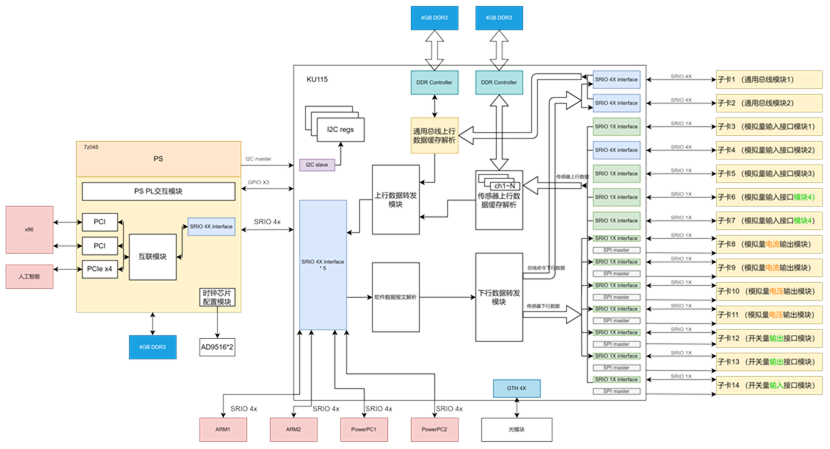 4GB DDR3
4GB DDR3
KU115
DDR Controller
DDR Controller
I2C regs
I2C slave
通用总线上行
数据缓存解析
上行数据转发
模块
ch1~N
传感器上行数
据缓存解析
传感器上行数据
SRIO 4X interface
* 5
软件数据报文解析
下行数据转发
模块
总线命令下行数据
传感器下行数据
GTH 4X
光模块
7z045
PS
PS PL交互模块
I2C master
GPIO X3
SRIO 4x
PCI
PCI
PCIe x4
互联模块
SRIO 4X interface
时钟芯片
配置模块
AD9516*2
4GB DDR3
x86
人工智能
SRIO 4x
SRIO 4x
SRIO 4x
SRIO 4x
ARM1
ARM2
PowerPC1
PowerPC2
SRIO 4X interface
SRIO 4X
子卡1 （通用总线模块1）
SRIO 4X interface
SRIO 4X
子卡2 （通用总线模块2）
SRIO 1X interface
SRIO 1X
子卡3 （模拟量输入接口模块1）
SRIO 4X interface
SRIO 4X
子卡4 （模拟量输入接口模块2）
SRIO 1X interface
SRIO 1X
子卡5 （模拟量输入接口模块3）
SRIO 1X interface
SRIO 1X
子卡6 （模拟量输入接口模块4）
SRIO 1X interface
SRIO 1X
子卡7 （模拟量输入接口模块4）
SRIO 1X interface
SPI master
SRIO 1X
子卡8 （模拟量电流输出模块）
SRIO 1X interface
SPI master
SRIO 1X
子卡9 （模拟量电流输出模块）
SRIO 1X interface
SPI master
SRIO 1X
子卡10 （模拟量电压输出模块）
SRIO 1X interface
SPI master
SRIO 1X
子卡11 （模拟量电压输出模块）
SRIO 1X interface
SPI master
SRIO 1X
子卡12 （开关量输出接口模块）
SRIO 1X interface
SPI master
SRIO 1X
子卡13 （开关量输出接口模块）
SRIO 1X interface
SPI master
SRIO 1X
子卡14 （开关量输入接口模块）